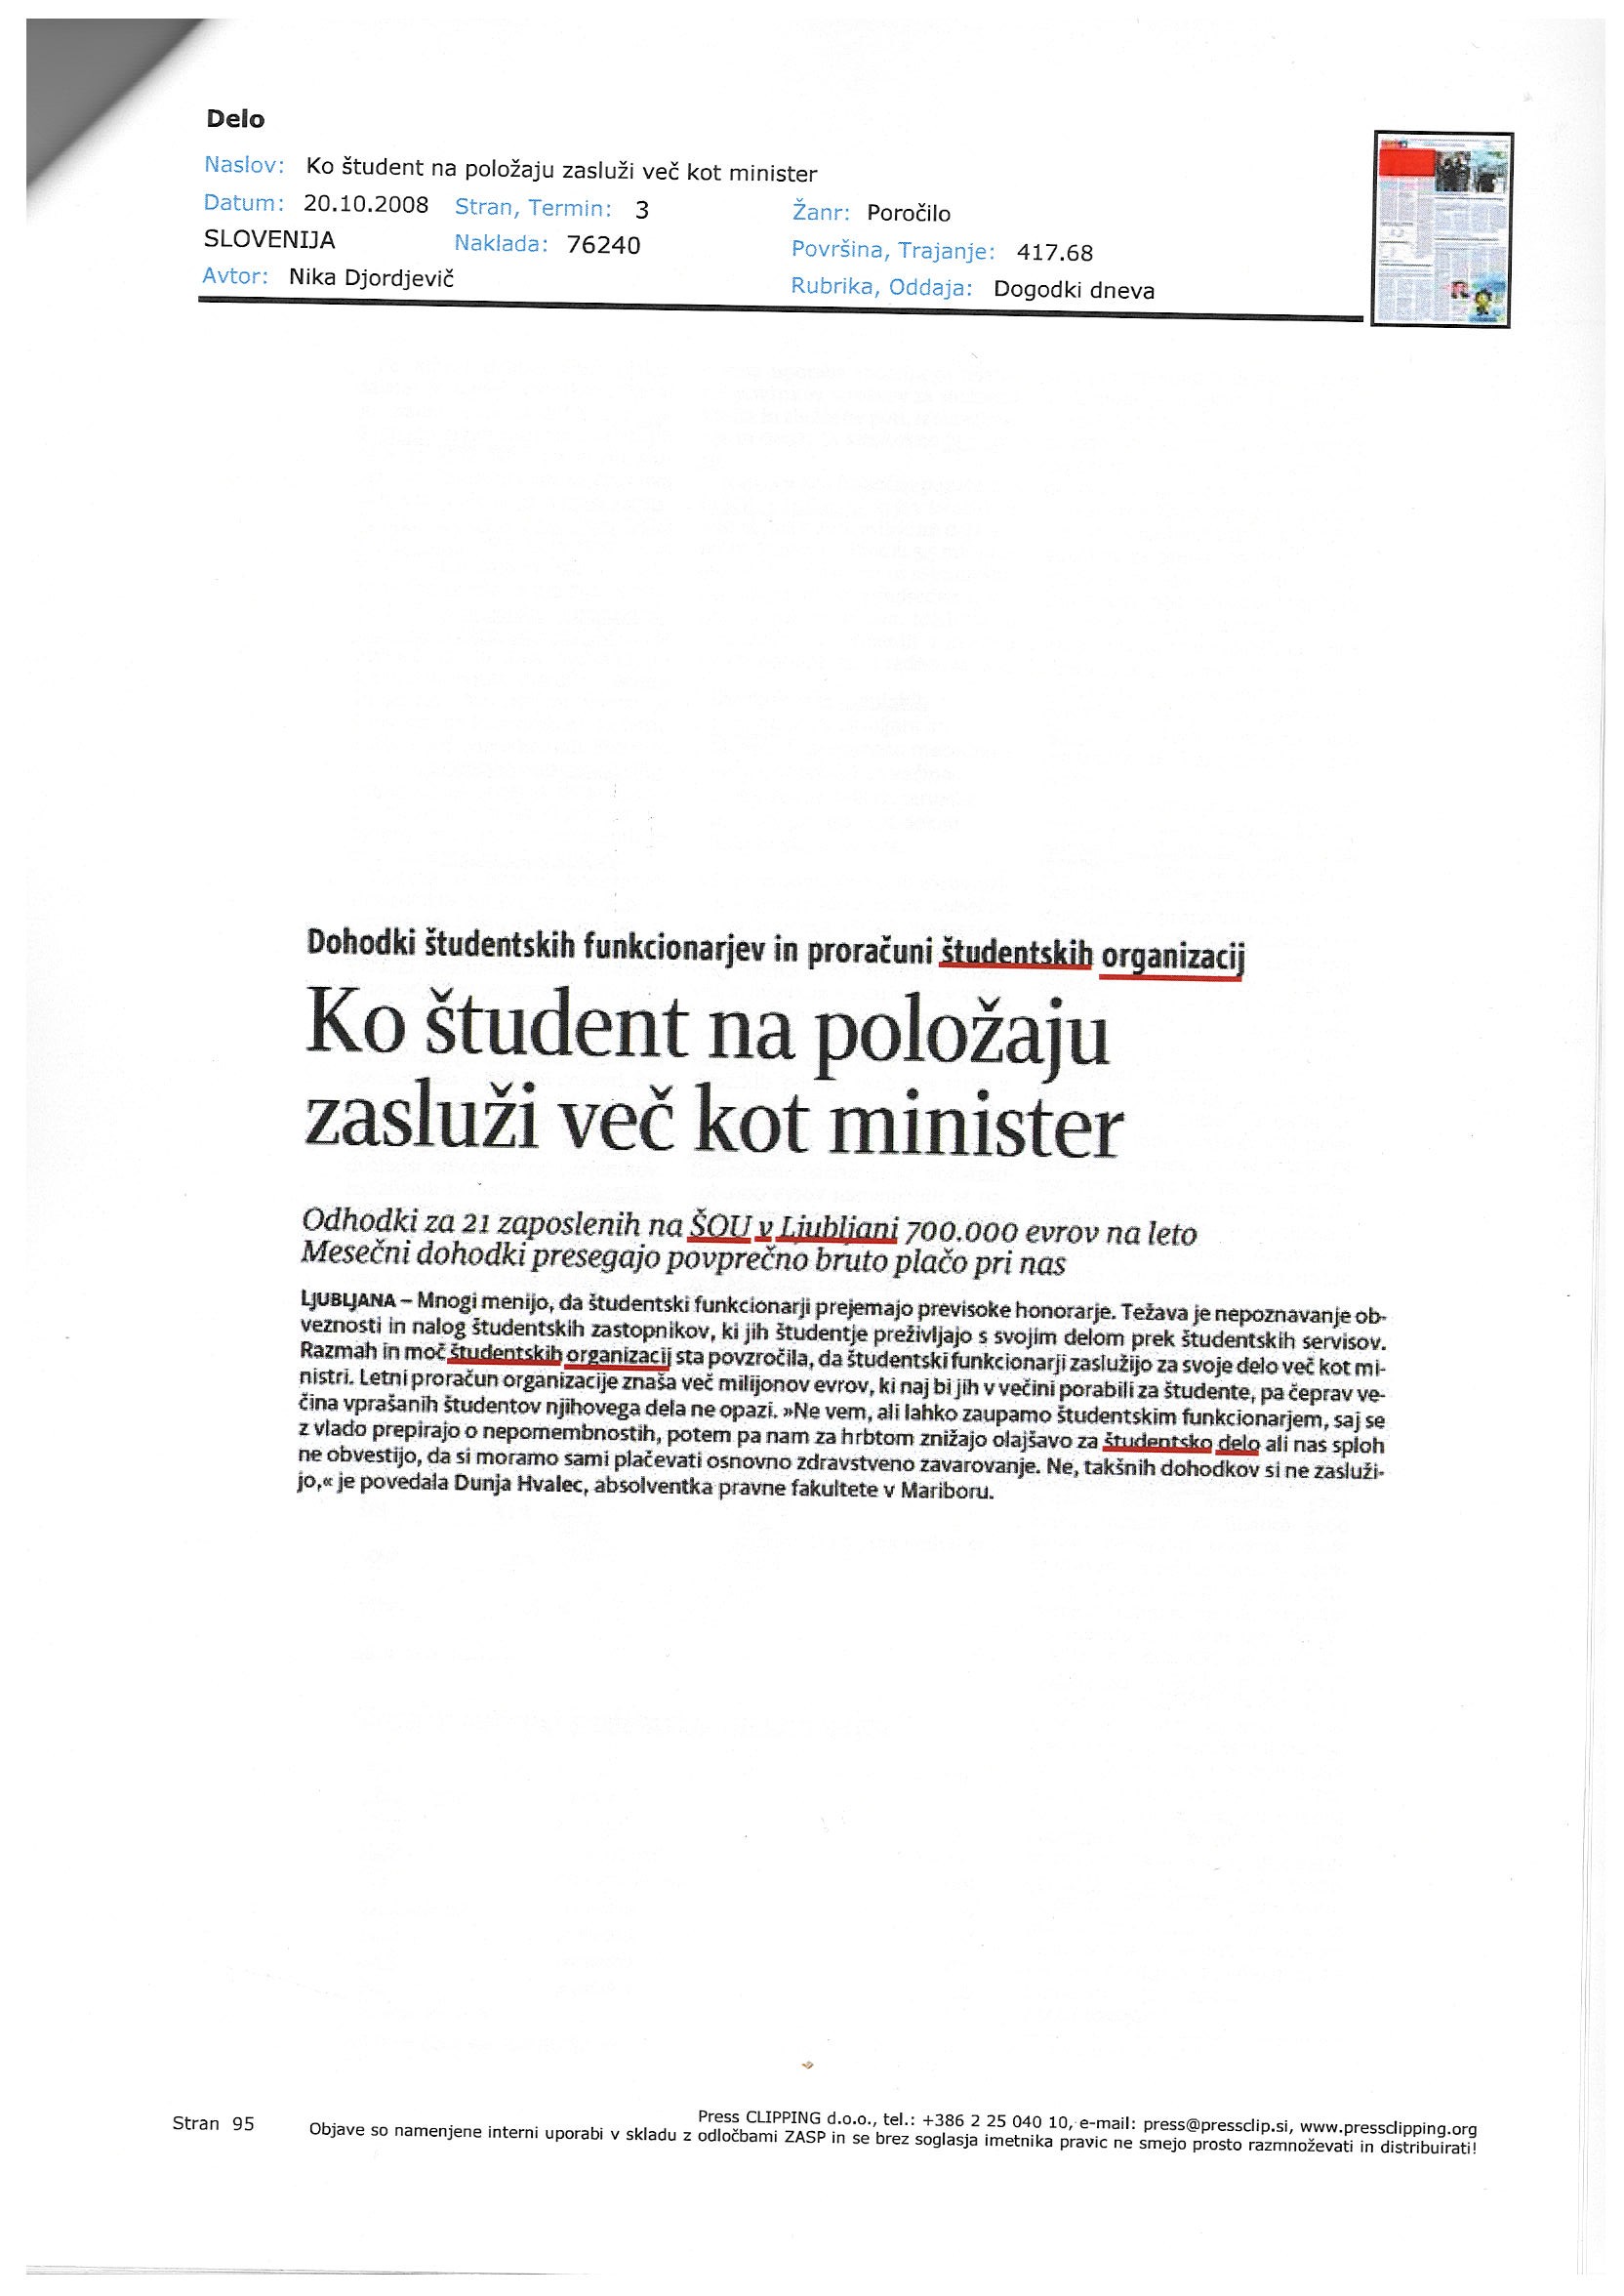 Delo
Naslov: Ko študent na položaju zasluži več kot minister
Datum: 20.10.2008 Stran, Termin: 3 Žanr: Poročilo
SLOVENIJA Naklada: 76240 Površina, Trajanje: 417.68
Avtor: Nika Djordjevič Rubrika, Oddaja: Dogodki dneva
Dohodki študentskih funkcionarjev in proračuni študentskih organizacij
Ko študent na položaju
zasluži več kot minister
Odhodki za 21 zaposlenih na ŠOU v Ljubljani 700.000 evrov na leto
Mesečni dohodki presegajo povprečno bruto plačo pri nas
LJUBLJANA – Mnogi menijo, da študentski funkcionarji prejemajo previsoke honorarje. Težava je nepoznavanje ob-
veznosti in nalog študentskih zastopnikov, ki jih študentje preživljajo s svojim delom prek študentskih servisov.
Razmah in moč študentskih organizacij sta povzročila, da študentski funkcionarji zaslužijo za svoje delo več kot mi-
nistri. Letni proračun organizacije znaša več milijonov evrov, ki naj bi jih v večini porabili za študente, pa čeprav ve-
čina vprašanih študentov njihovega dela ne opazi. »Ne vem, ali lahko zaupamo študentskim funkcionarjem, saj se
z vlado prepirajo o nepomembnostih, potem pa nam za hrbtom znižajo olajšavo za študentsko delo ali nas sploh
ne obvestijo, da si moramo sami plačevati osnovno zdravstveno zavarovanje. Ne, takšnih dohodkov si ne zasluži-
jo,« je povedala Dunja Hvalec, absolventka pravne fakultete v Mariboru.
Stran 95 Press CLIPPING d.o.o., tel.: +386 2 25 040 10, e-mail: press@pressclip.si, www.pressclipping.org
Objave so namenjene interni uporabi v skladu z odločbami ZASP in se brez soglasja imetnika pravic ne smejo prosto razmnoževati in distribuirati!